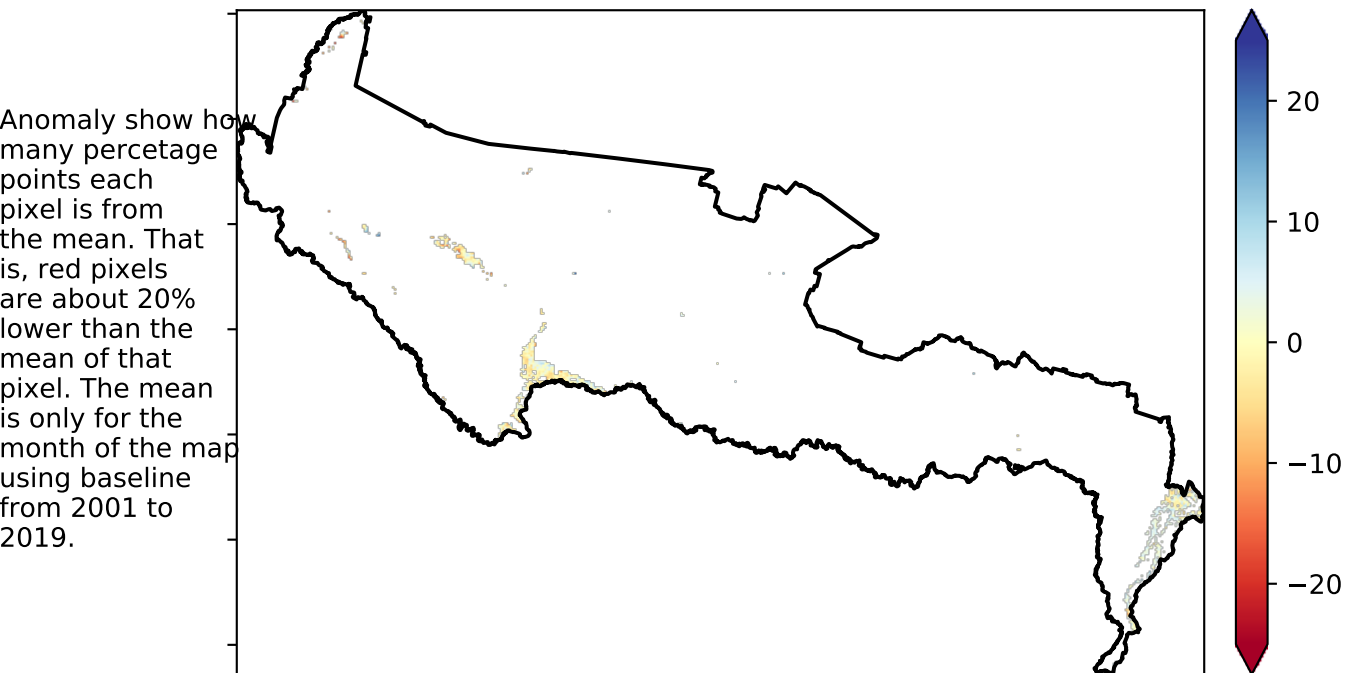 Anomaly show how
many percetage
points each
pixel is from
the mean. That
is, red pixels
are about 20%
lower than the
mean of that
pixel. The mean
is only for the
month of the map
using baseline
from 2001 to
2019.
20
10
0
−10
−20